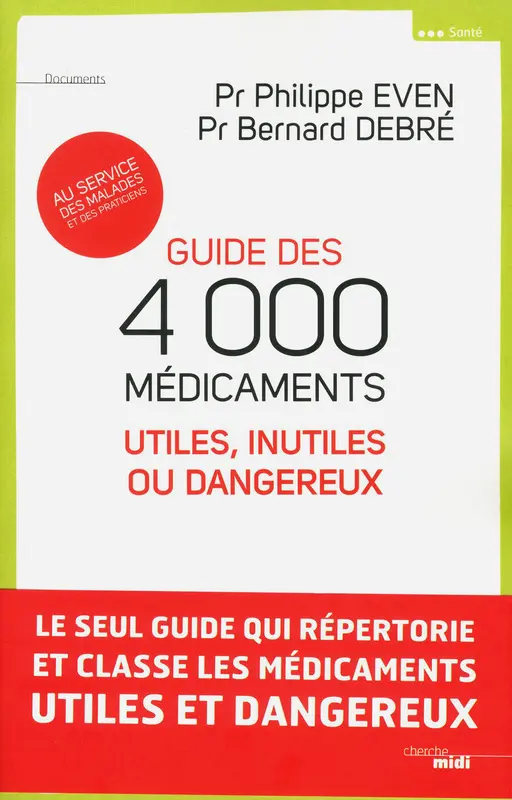 Santé
Documents
Pr Philippe EVEN
Pr Bernard DEBRÉ
AU SERVICE
DES MALADES
ET DES PRATICIENS
GUIDE DES
4 000
MÉDICAMENTS
UTILES, INUTILES
OU DANGEREUX
LE SEUL GUIDE QUI RÉPERTORIE
ET CLASSE LES MÉDICAMENTS
UTILES ET DANGEREUX
cherche
midi